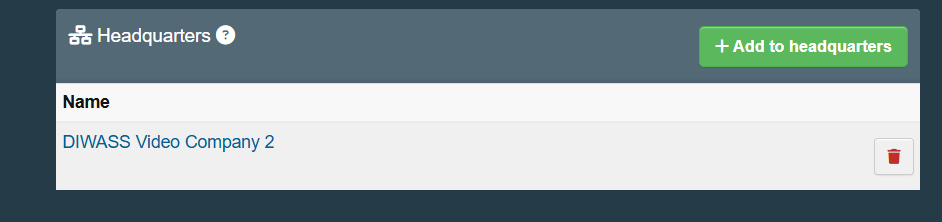 Headquarters ?
+ Add to headquarters
Name
DIWASS Video Company 2